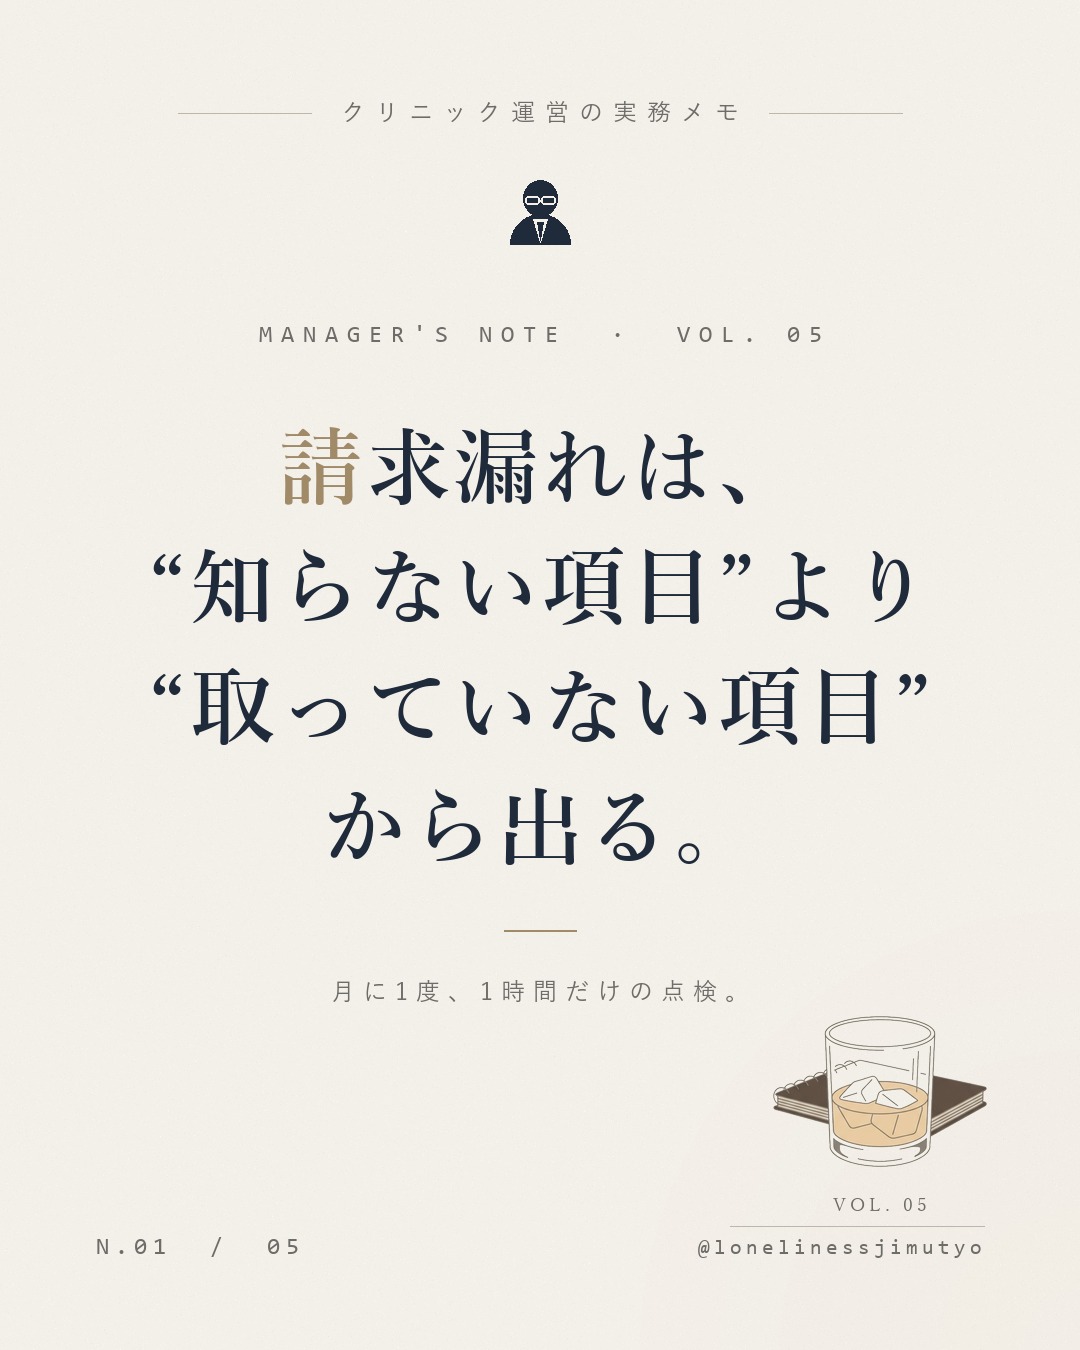 クリニック運営の実務メモ
MANAGER'S NOTE ・ VOL. 05
請求漏れは、
“知らない項目”より
“取っていない項目”
から出る。
月に1度、1時間だけの点検。
VOL. 05
N.01 / 05
@lonelinessjimutyo